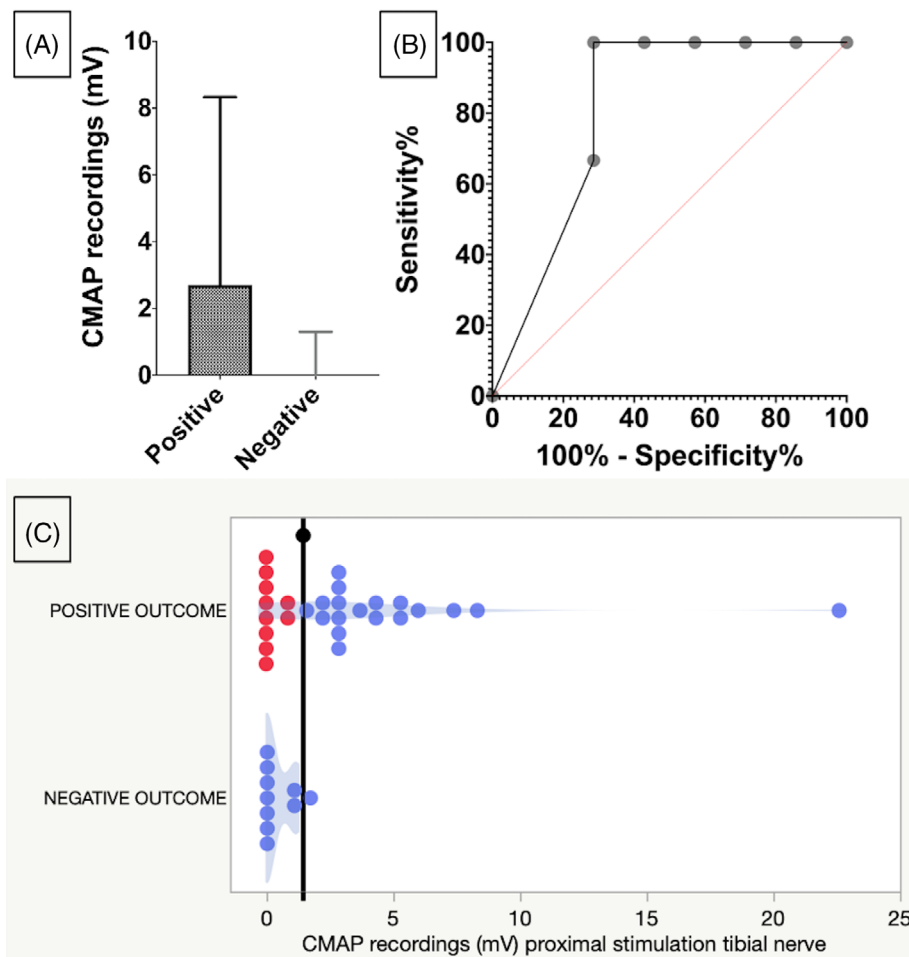 (A)
CMAP recordings (mV)
10
8
6
4
2
0
Positive
Negative
(B)
Sensitivity%
100
80
60
40
20
0
0 20 40 60 80 100
100% - Specificity%
(C)
POSITIVE OUTCOME
NEGATIVE OUTCOME
0 5 10 15 20 25
CMAP recordings (mV) proximal stimulation tibial nerve